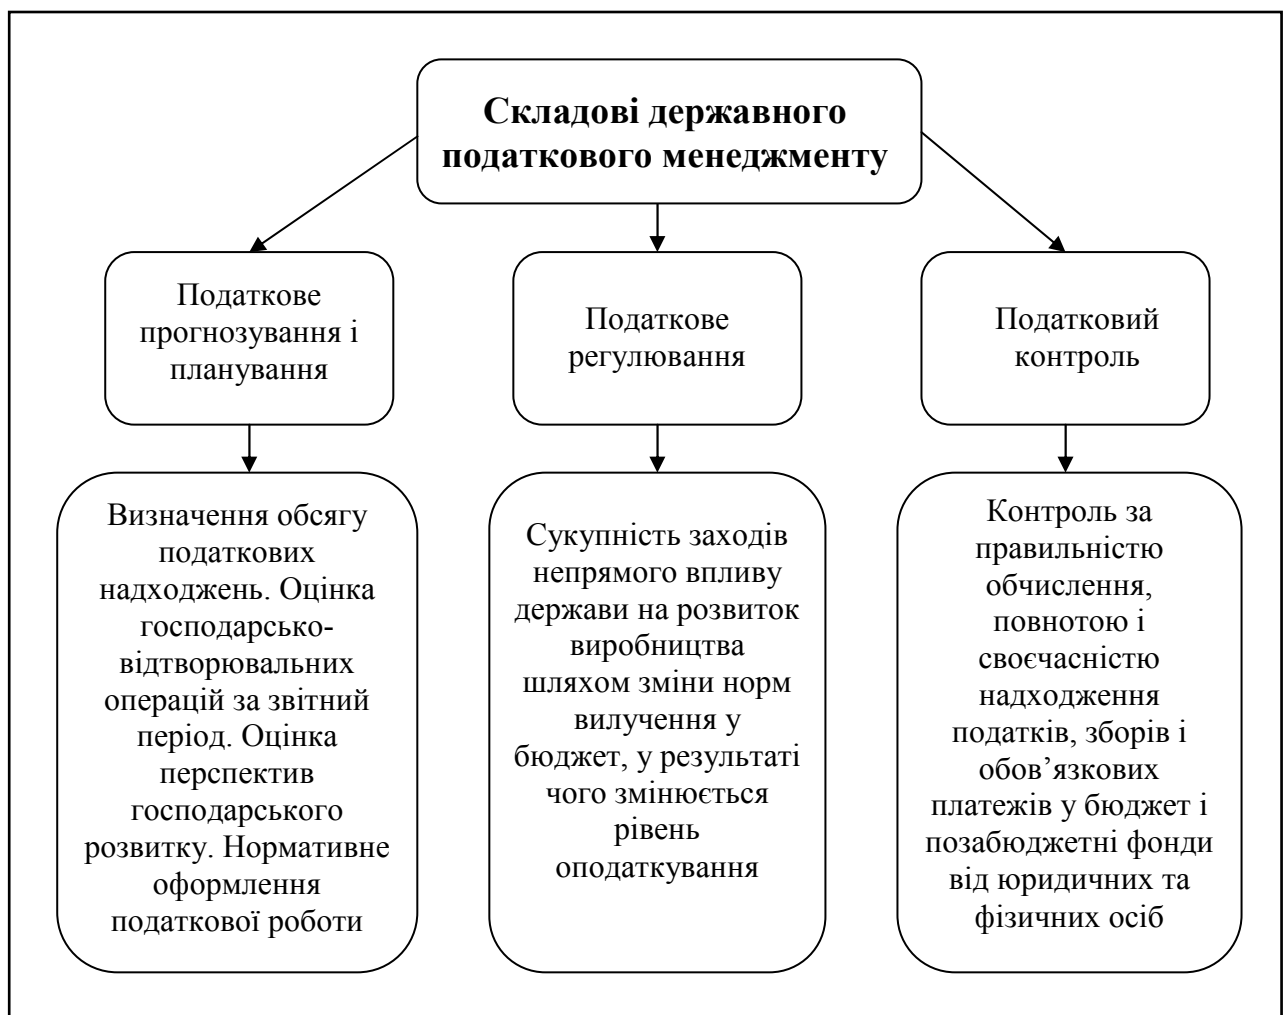 Складові державного
податкового менеджменту
Податкове
прогнозування і
планування
Податкове
регулювання
Податковий
контроль
Визначення обсягу
податкових
надходжень. Оцінка
господарсько-
відтворювальних
операцій за звітний
період. Оцінка
перспектив
господарського
розвитку. Нормативне
оформлення
податкової роботи
Сукупність заходів
непрямого впливу
держави на розвиток
виробництва
шляхом зміни норм
вилучення у
бюджет, у результаті
чого змінюється
рівень
оподаткування
Контроль за
правильністю
обчислення,
повнотою і
своєчасністю
надходження
податків, зборів і
обов’язкових
платежів у бюджет і
позабюджетні фонди
від юридичних та
фізичних осіб